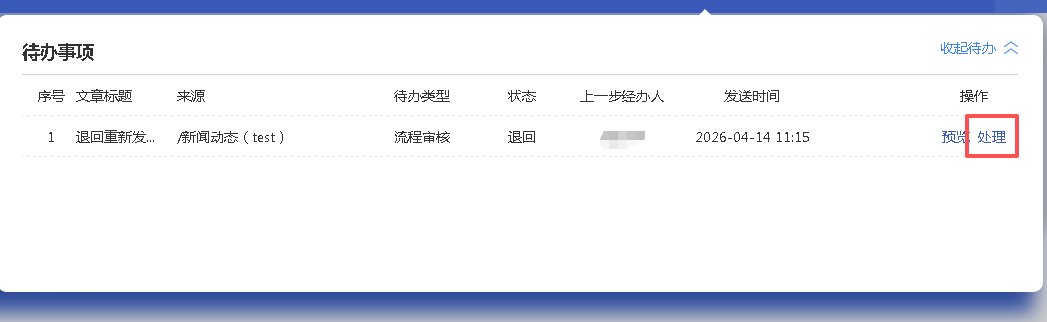 待办事项 收起待办
序号 文章标题 来源 待办类型 状态 上一步经办人 发送时间 操作
1 退回重新发... /新闻动态（test） 流程审核 退回 2026-04-14 11:15 预览 处理